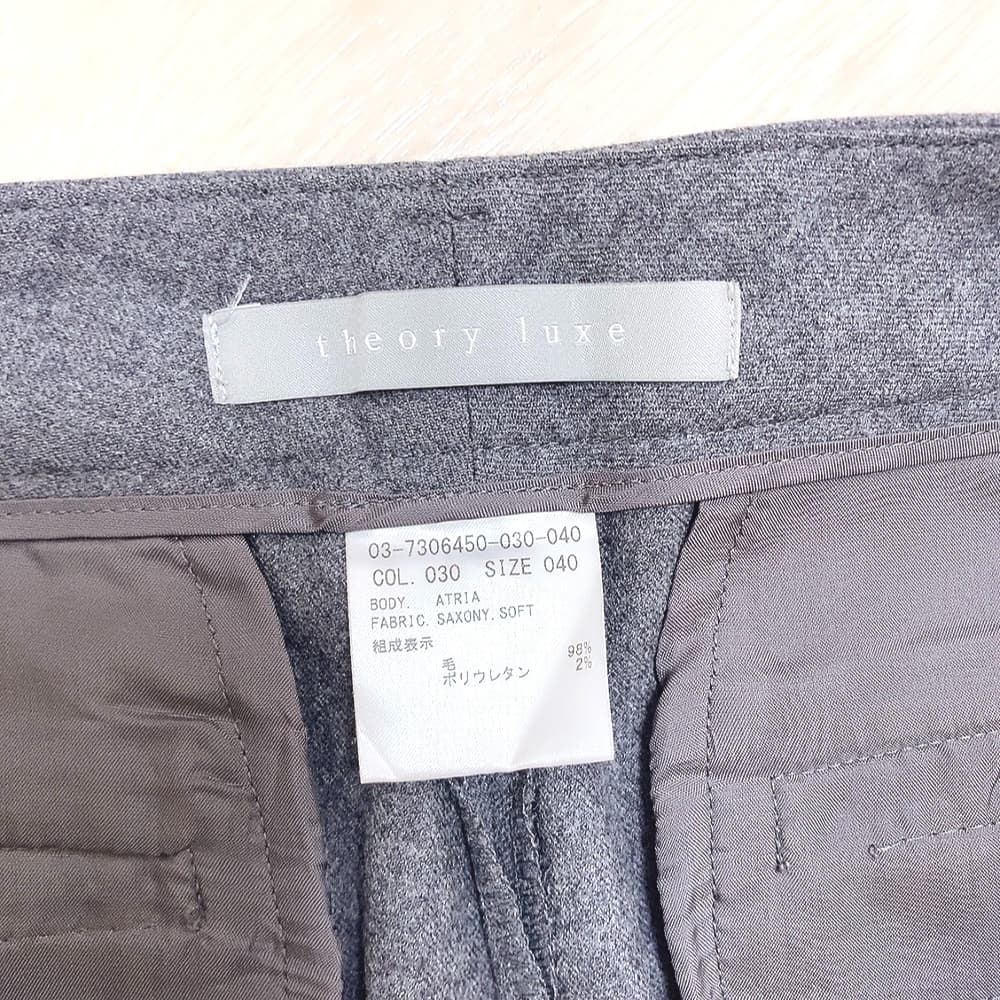 theory luxe
03-7306450-030-040
COL. 030 SIZE 040
BODY. ATRIA
FABRIC. SAXONY. SOFT
組成表示
毛 98%
ポリウレタン 2%